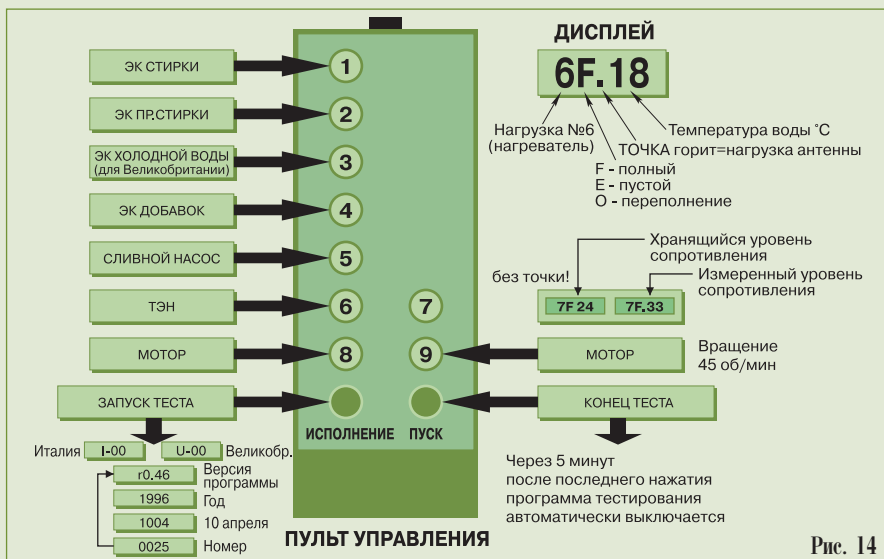 ЭК СТИРКИ
ЭК ПР.СТИРКИ
ЭК ХОЛОДНОЙ ВОДЫ
(для Великобритании)
ЭК ДОБАВОК
СЛИВНОЙ НАСОС
ТЭН
МОТОР
ЗАПУСК ТЕСТА
1
2
3
4
5
6
7
8
9
ИСПОЛНЕНИЕ
ПУСК
ПУЛЬТ УПРАВЛЕНИЯ
Италия
I-00
U-00
Великобр.
r0.46
Версия
программы
1996
Год
1004
10 апреля
0025
Номер
ДИСПЛЕЙ
6F.18
Нагрузка №6
(нагреватель)
Температура воды °C
ТОЧКА горит=нагрузка антенны
F - полный
E - пустой
O - переполнение
Хранящийся уровень
сопротивления
без точки!
Измеренный уровень
сопротивления
7F 24
7F.33
МОТОР
Вращение
45 об/мин
КОНЕЦ ТЕСТА
Через 5 минут
после последнего нажатия
программа тестирования
автоматически выключается
Рис. 14